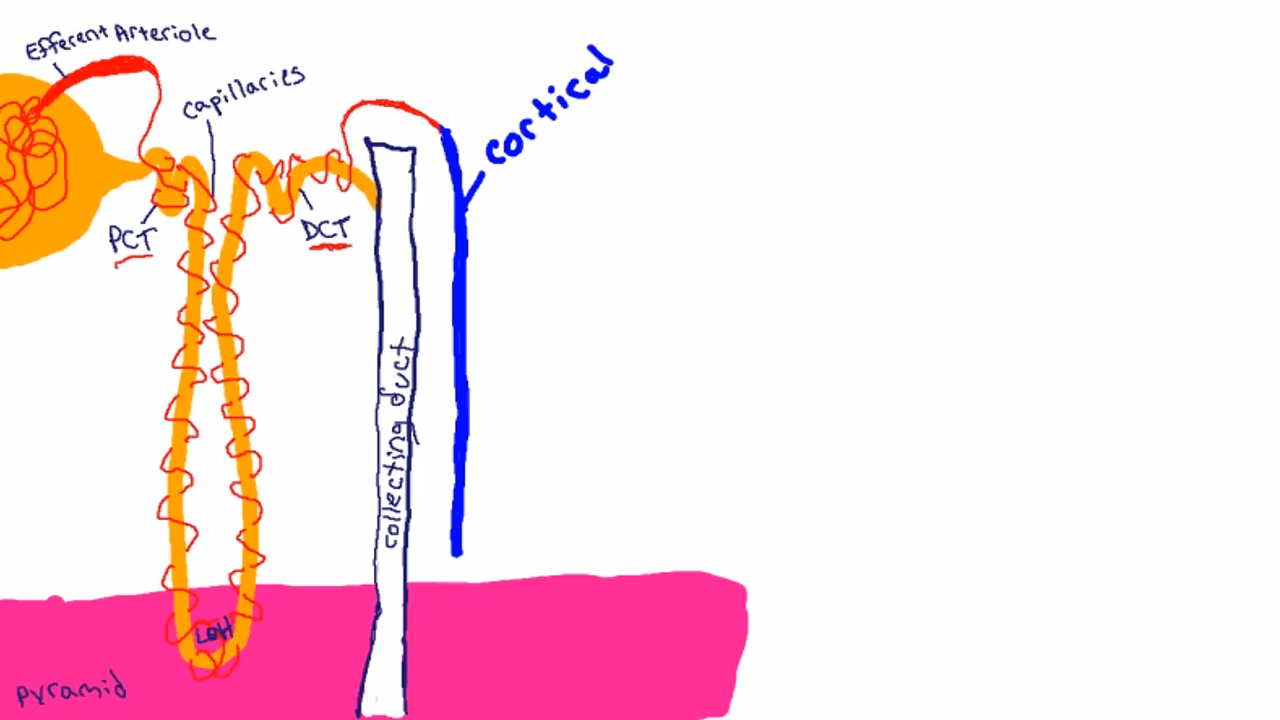 Efferent Arteriole
capillaries
cortical
PCT
DCT
collecting duct
LOH
pyramid